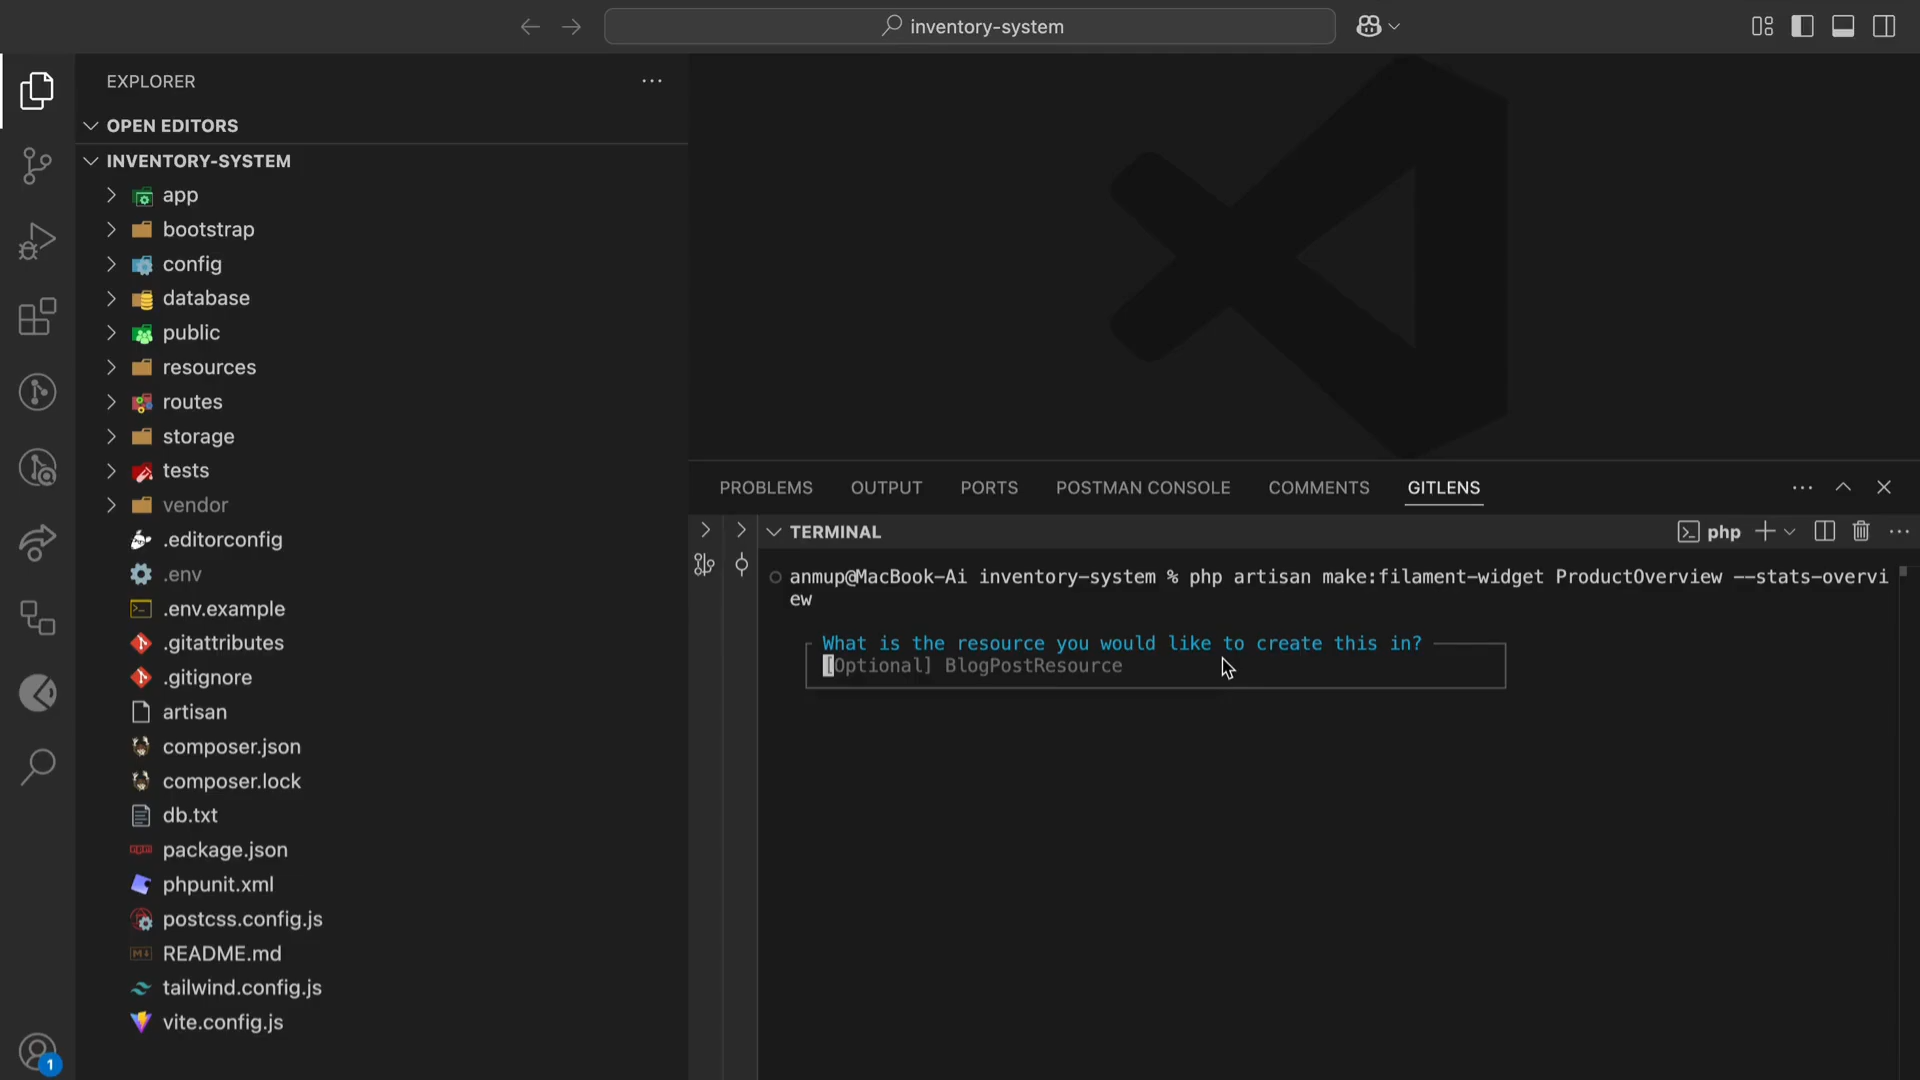 inventory-system
EXPLORER
OPEN EDITORS
INVENTORY-SYSTEM
app
bootstrap
config
database
public
resources
routes
storage
tests
vendor
.editorconfig
.env
.env.example
.gitattributes
.gitignore
artisan
composer.json
composer.lock
db.txt
package.json
phpunit.xml
postcss.config.js
README.md
tailwind.config.js
vite.config.js
1
PROBLEMS OUTPUT PORTS POSTMAN CONSOLE COMMENTS GITLENS
TERMINAL
php
anmup@MacBook-Ai inventory-system % php artisan make:filament-widget ProductOverview --stats-overvi
ew
What is the resource you would like to create this in?
[Optional] BlogPostResource